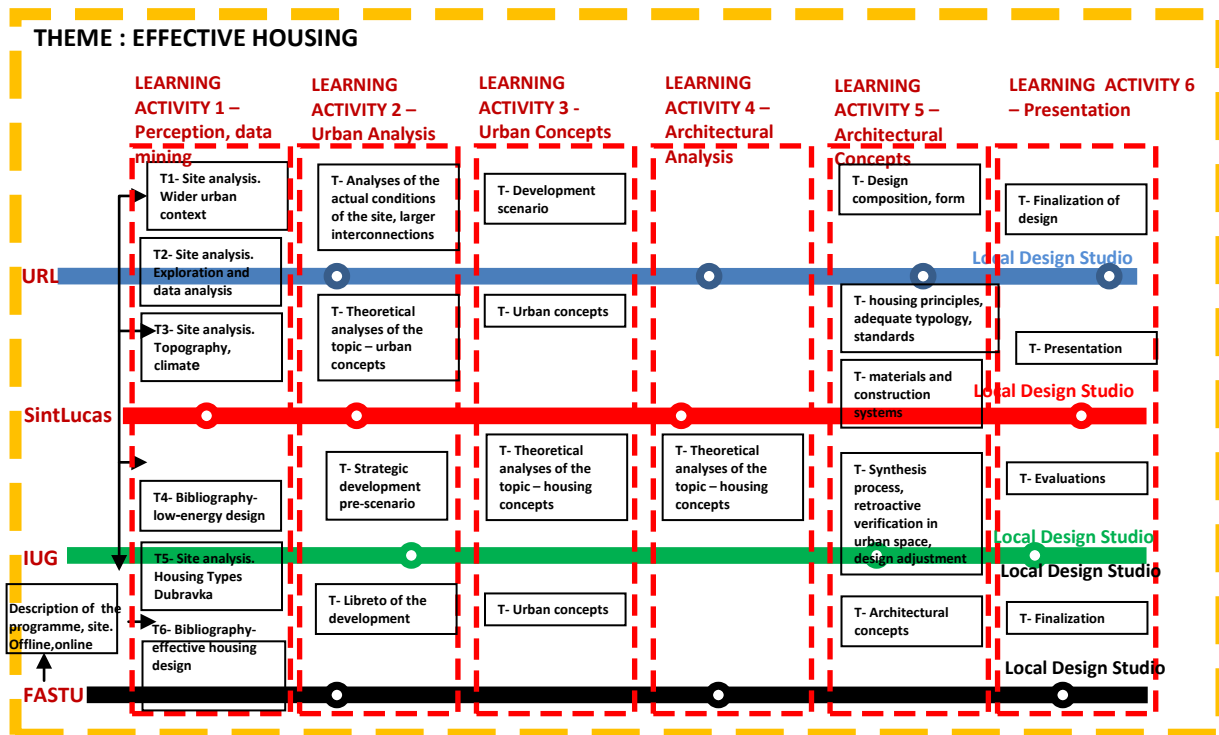 THEME : EFFECTIVE HOUSING
LEARNING
ACTIVITY 1 –
Perception, data
mining
LEARNING
ACTIVITY 2 –
Urban Analysis
LEARNING
ACTIVITY 3 -
Urban Concepts
LEARNING
ACTIVITY 4 –
Architectural
Analysis
LEARNING
ACTIVITY 5 –
Architectural
Concepts
LEARNING ACTIVITY 6
– Presentation
T1- Site analysis.
Wider urban
context
T- Analyses of the
actual conditions
of the site, larger
interconnections
T- Development
scenario
T- Design
composition, form
T- Finalization of
design
URL
T2- Site analysis.
Exploration and
data analysis
Local Design Studio
T3- Site analysis.
Topography,
climate
T- Theoretical
analyses of the
topic – urban
concepts
T- Urban concepts
T- housing principles,
adequate typology,
standards
T- Presentation
T- materials and
construction
systems
SintLucas
Local Design Studio
T4- Bibliography-
low-energy design
T- Strategic
development
pre-scenario
T- Theoretical
analyses of the
topic – housing
concepts
T- Theoretical
analyses of the
topic – housing
concepts
T- Synthesis
process,
retroactive
verification in
urban space,
design adjustment
T- Evaluations
IUG
T5- Site analysis.
Housing Types
Dubravka
Local Design Studio
Local Design Studio
Description of the
programme, site.
Offline,online
T6- Bibliography-
effective housing
design
T- Libreto of the
development
T- Urban concepts
T- Architectural
concepts
T- Finalization
FASTU
Local Design Studio